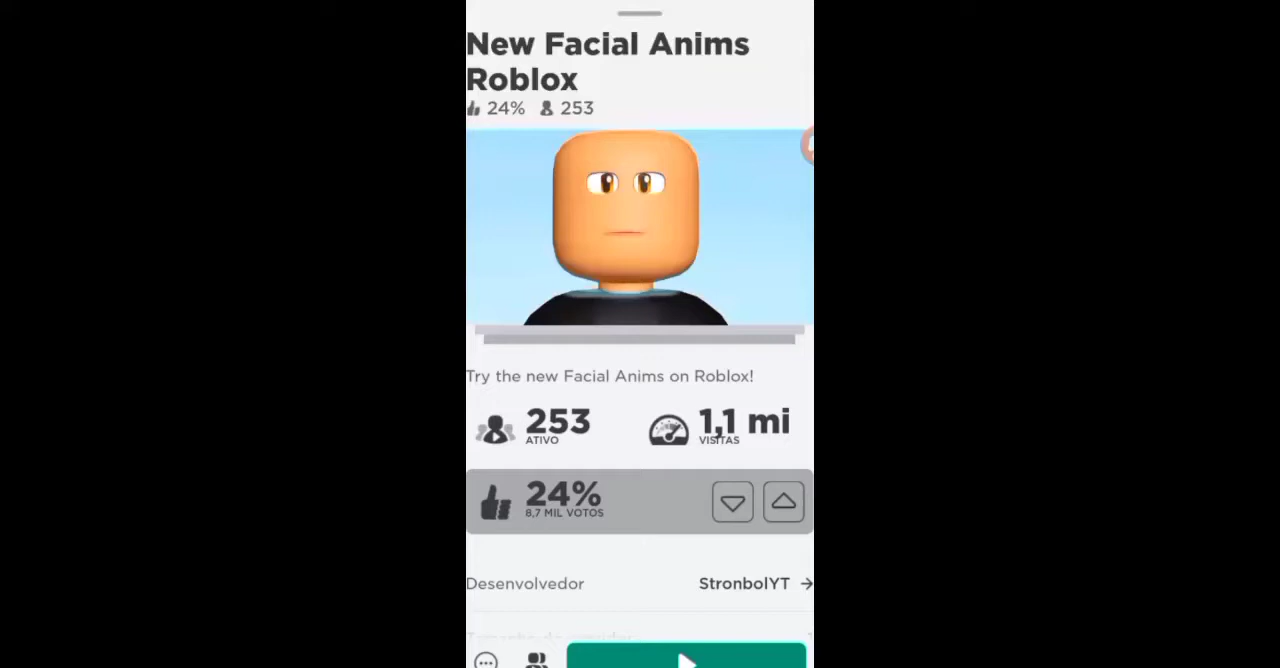 New Facial Anims
Roblox
24% 253
Try the new Facial Anims on Roblox!
253
ATIVO
1,1 mi
VISITAS
24%
8,7 MIL VOTOS
Desenvolvedor
StronbolYT